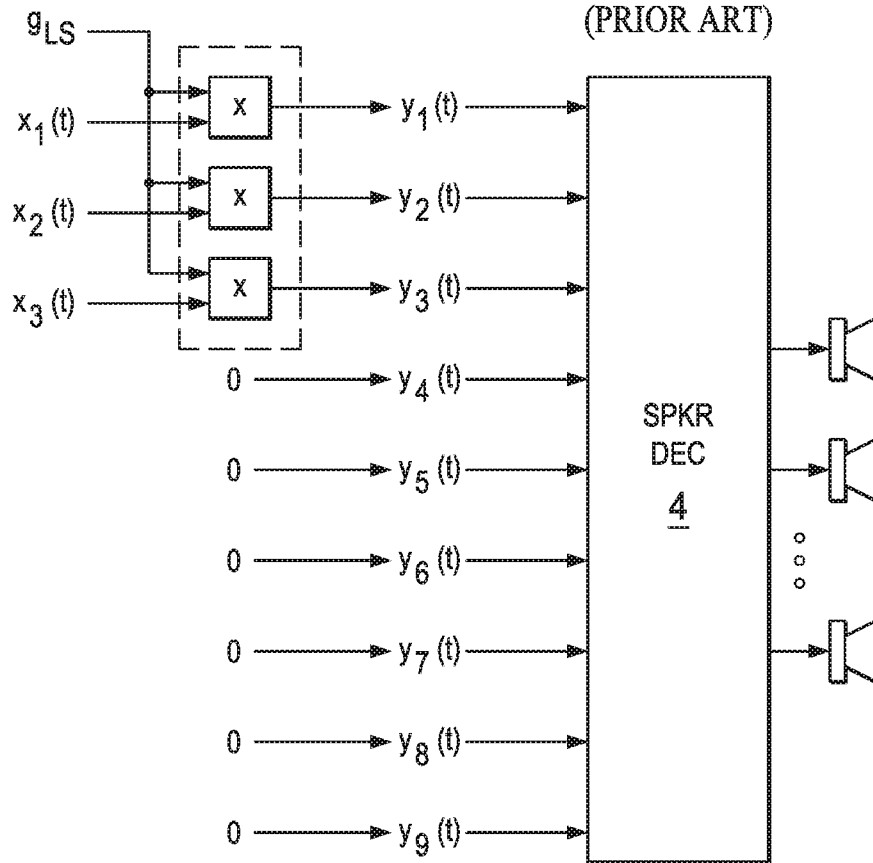 (PRIOR ART)
gLS
x1(t)
x2(t)
x3(t)
X
X
X
y1(t)
y2(t)
y3(t)
0
y4(t)
0
y5(t)
0
y6(t)
0
y7(t)
0
y8(t)
0
y9(t)
SPKR
DEC
4